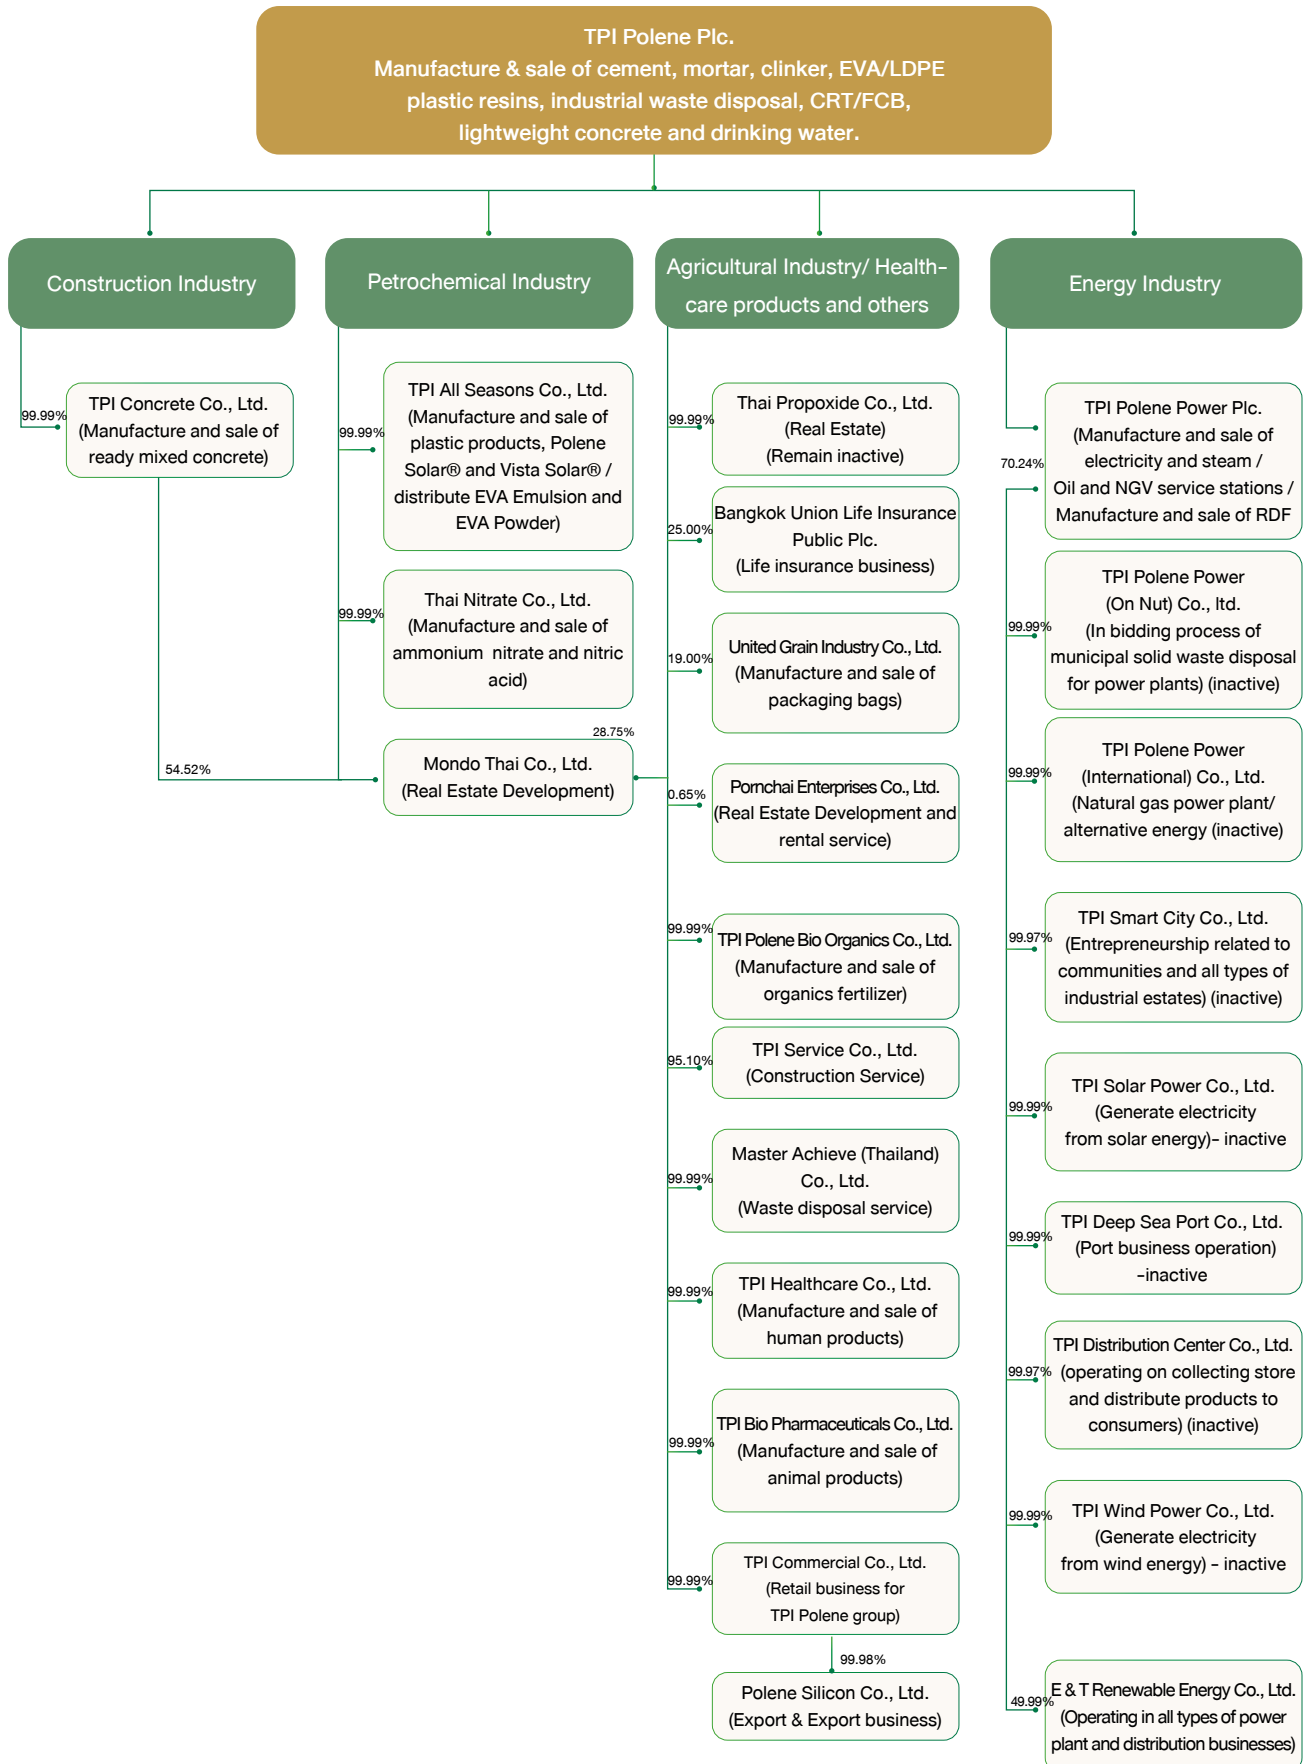 TPI Polene Plc.
Manufacture & sale of cement, mortar, clinker, EVA/LDPE
plastic resins, industrial waste disposal, CRT/FCB,
lightweight concrete and drinking water.
Construction Industry
99.99%
TPI Concrete Co., Ltd.
(Manufacture and sale of
ready mixed concrete)
54.52%
Petrochemical Industry
99.99%
TPI All Seasons Co., Ltd.
(Manufacture and sale of
plastic products, Polene
Solar® and Vista Solar® /
distribute EVA Emulsion and
EVA Powder)
99.99%
Thai Nitrate Co., Ltd.
(Manufacture and sale of
ammonium nitrate and nitric
acid)
28.75%
Mondo Thai Co., Ltd.
(Real Estate Development)
Agricultural Industry/ Health-
care products and others
99.99%
Thai Propoxide Co., Ltd.
(Real Estate)
(Remain inactive)
25.00%
Bangkok Union Life Insurance
Public Plc.
(Life insurance business)
19.00%
United Grain Industry Co., Ltd.
(Manufacture and sale of
packaging bags)
0.65%
Pornchai Enterprises Co., Ltd.
(Real Estate Development and
rental service)
99.99%
TPI Polene Bio Organics Co., Ltd.
(Manufacture and sale of
organics fertilizer)
95.10%
TPI Service Co., Ltd.
(Construction Service)
99.99%
Master Achieve (Thailand)
Co., Ltd.
(Waste disposal service)
99.99%
TPI Healthcare Co., Ltd.
(Manufacture and sale of
human products)
99.99%
TPI Bio Pharmaceuticals Co., Ltd.
(Manufacture and sale of
animal products)
99.99%
TPI Commercial Co., Ltd.
(Retail business for
TPI Polene group)
99.98%
Polene Silicon Co., Ltd.
(Export & Export business)
Energy Industry
70.24%
TPI Polene Power Plc.
(Manufacture and sale of
electricity and steam /
Oil and NGV service stations /
Manufacture and sale of RDF
99.99%
TPI Polene Power
(On Nut) Co., ltd.
(In bidding process of
municipal solid waste disposal
for power plants) (inactive)
99.99%
TPI Polene Power
(International) Co., Ltd.
(Natural gas power plant/
alternative energy (inactive)
99.97%
TPI Smart City Co., Ltd.
(Entrepreneurship related to
communities and all types of
industrial estates) (inactive)
99.99%
TPI Solar Power Co., Ltd.
(Generate electricity
from solar energy)- inactive
99.99%
TPI Deep Sea Port Co., Ltd.
(Port business operation)
-inactive
99.97%
TPI Distribution Center Co., Ltd.
(operating on collecting store
and distribute products to
consumers) (inactive)
99.99%
TPI Wind Power Co., Ltd.
(Generate electricity
from wind energy) - inactive
49.99%
E & T Renewable Energy Co., Ltd.
(Operating in all types of power
plant and distribution businesses)